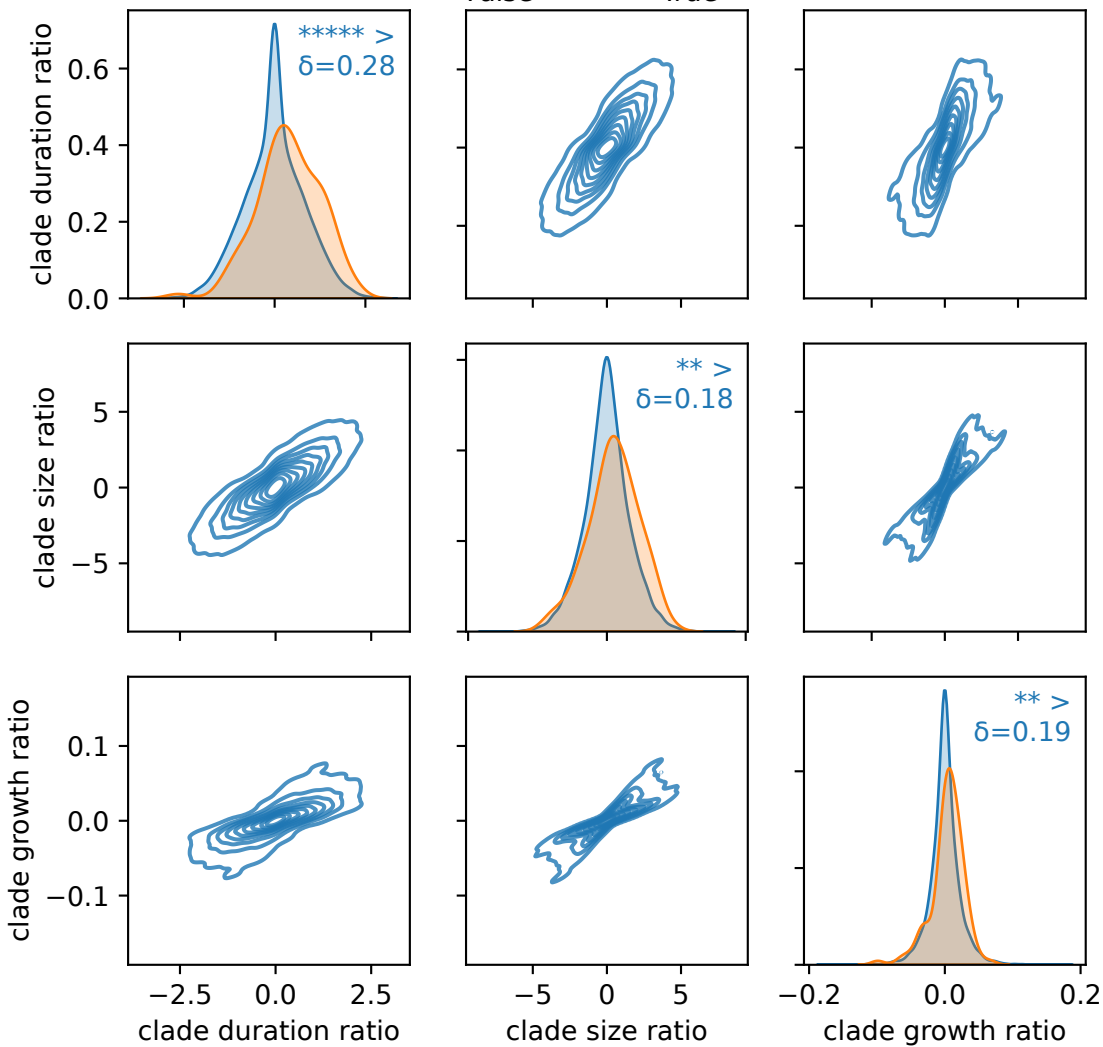 clade duration ratio
0.6
0.4
0.2
0.0
***** >
δ=0.28
clade size ratio
5
0
−5
** >
δ=0.18
clade growth ratio
0.1
0.0
−0.1
** >
δ=0.19
−2.5 0.0 2.5
−5 0 5
−0.2 0.0 0.2
clade duration ratio
clade size ratio
clade growth ratio